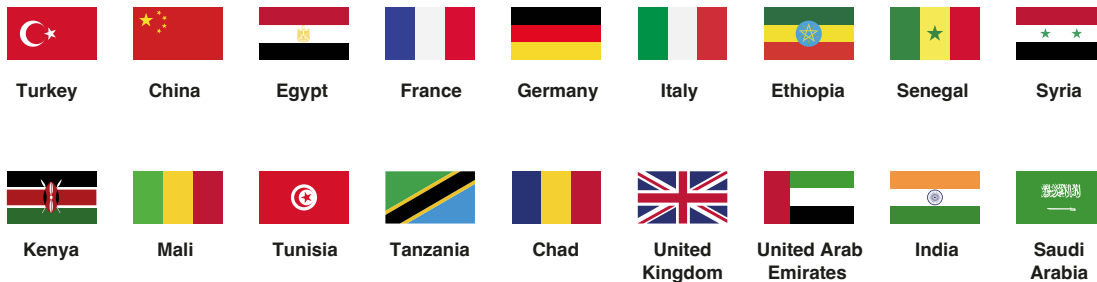 Turkey
China
Egypt
France
Germany
Italy
Ethiopia
Senegal
Syria
Kenya
Mali
Tunisia
Tanzania
Chad
United
Kingdom
United Arab
Emirates
India
Saudi
Arabia